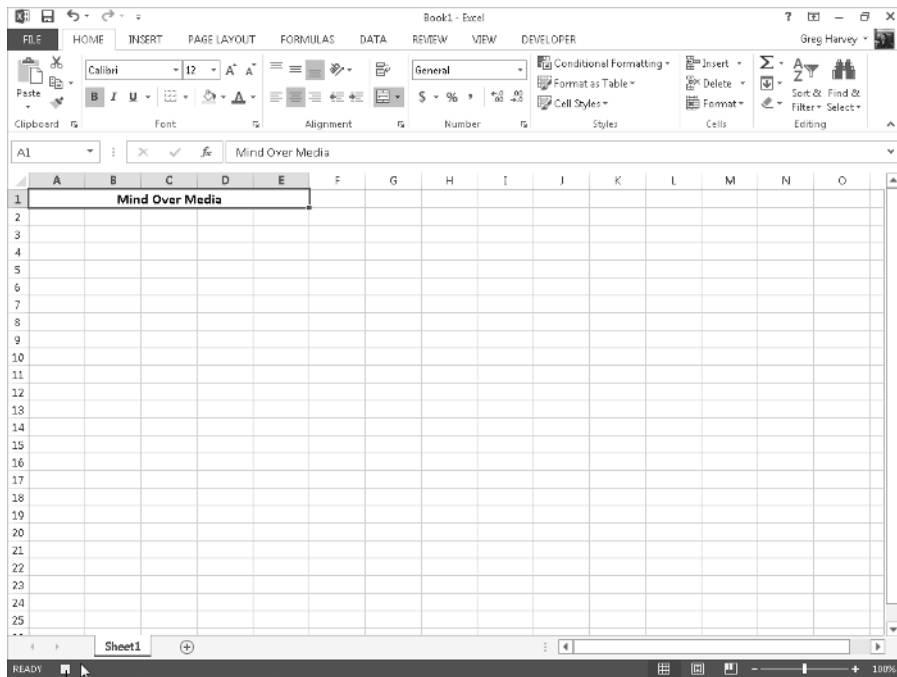 Book1 - Excel
?
FILE HOME INSERT PAGE LAYOUT FORMULAS DATA REVIEW VIEW DEVELOPER Greg Harvey
Calibri 12 A A General Conditional Formatting Insert Σ A
Z
Paste Format as Table Delete
B I U A $ % , .0 .00 Cell Styles Format Sort & Find &
Filter Select
Clipboard Font Alignment Number Styles Cells Editing
A1 fx Mind Over Media
A B C D E F G H I J K L M N O
1 Mind Over Media
2
3
4
5
6
7
8
9
10
11
12
13
14
15
16
17
18
19
20
21
22
23
24
25
Sheet1
READY 100%